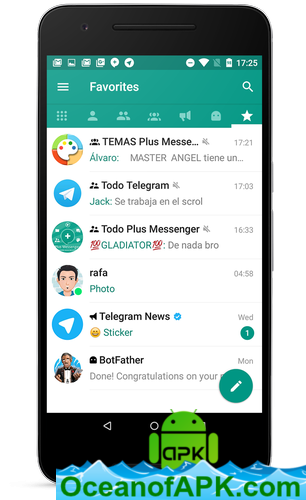 17:25
Favorites
TEMAS Plus Messe... 17:21
Álvaro: MASTER ANGEL tiene un...
Todo Telegram 17:03
Jack: Se trabaja en el scrol
Todo Plus Messenger 16:33
💯GLADIATOR💯: De nada bro
rafa 04:58
Photo
Telegram News Wed
😄 Sticker 1
BotFather Mon
Done! Congratulations on your
APK
OceanofAPK.com